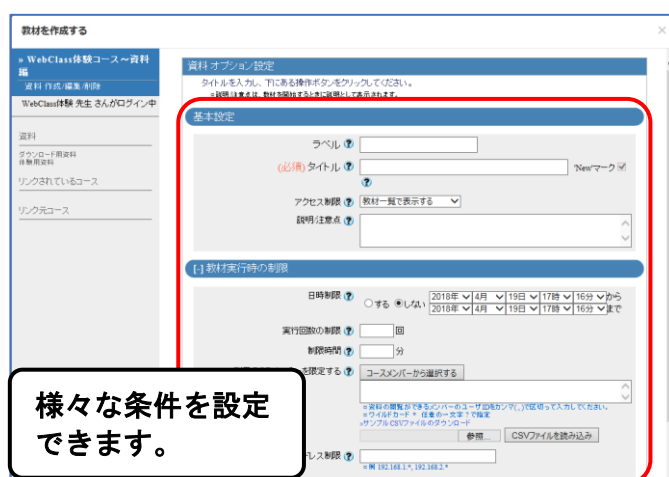 教材を作成する
×
» WebClass体験コース～資料編
資料 作成/編集/削除
WebClass体験 先生 さんがログイン中
資料
ダウンロード用資料
体験用資料
リンクされているコース
リンク元コース
資料 オプション設定
タイトルを入力し、下にある操作ボタンをクリックしてください。
※説明/注意点は、教材を開始するときに説明として表示されます。
基本設定
ラベル ?
(必須) タイトル ? 'New'マーク
?
アクセス制限 ? 教材一覧で表示する
説明/注意点 ?
[-] 教材実行時の制限
日時制限 ? する しない 2018年 4月 19日 17時 16分 から
2018年 4月 19日 17時 16分 まで
実行回数の制限 ? 回
制限時間 ? 分
を限定する ? コースメンバーから選択する
※資料の閲覧ができるメンバーのユーザIDをカンマ(,)で区切って入力してください。
※ワイルドカード * 任意の一文字 ? で指定
»サンプルCSVファイルのダウンロード
参照... CSVファイルを読み込み
レス制限 ?
※例 192.168.1.*, 192.168.2.*
様々な条件を設定
できます。